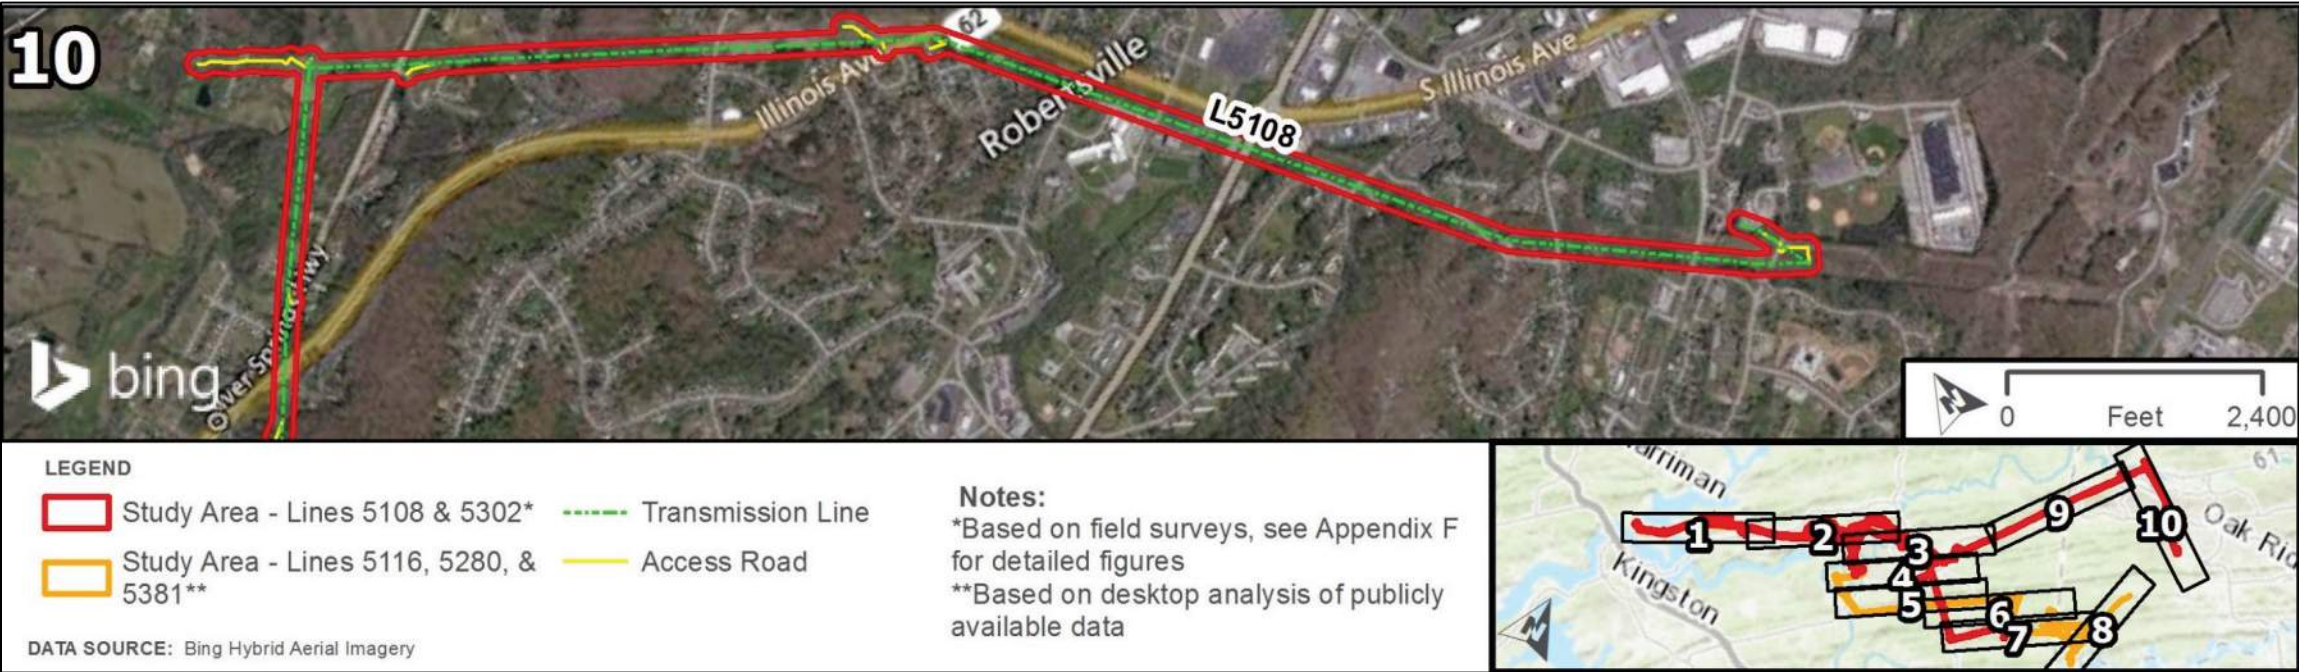 10
62
Illinois Av
Robertsville
L5108
S Illinois Ave
Oliver Springs Hwy
bing
N
0 Feet 2,400
LEGEND
Study Area - Lines 5108 & 5302*
Transmission Line
Study Area - Lines 5116, 5280, &
5381**
Access Road
DATA SOURCE: Bing Hybrid Aerial Imagery
Notes:
*Based on field surveys, see Appendix F
for detailed figures
**Based on desktop analysis of publicly
available data
arriman
Kingston
Oak Rid
61
1
2
3
4
5
6
7
8
9
10
N